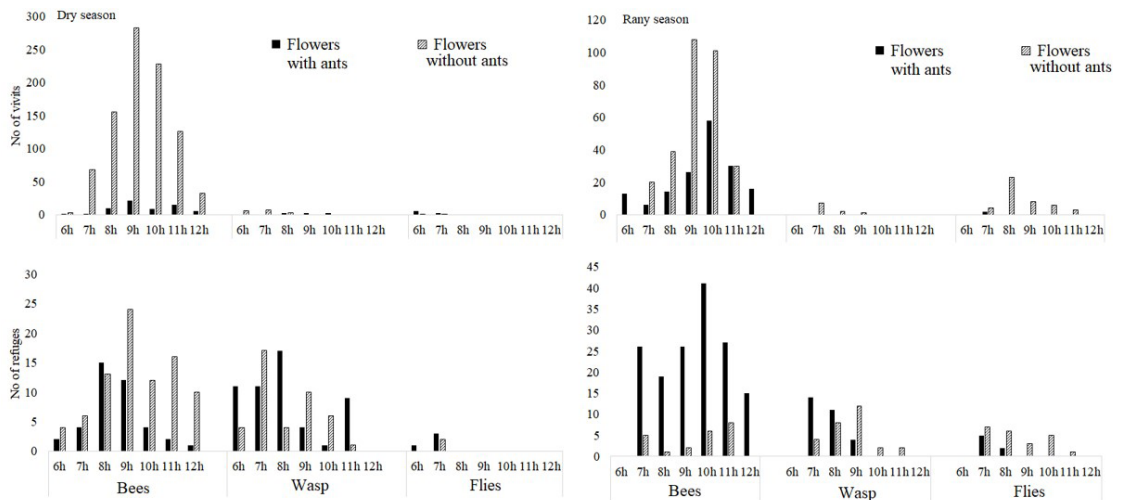 Dry season
Flowers with ants
Flowers without ants
No of vivits
300
250
200
150
100
50
0
6h 7h 8h 9h 10h 11h 12h 6h 7h 8h 9h 10h 11h 12h 6h 7h 8h 9h 10h 11h 12h
Rany season
Flowers with ants
Flowers without ants
120
100
80
60
40
20
0
6h 7h 8h 9h 10h 11h 12h 6h 7h 8h 9h 10h 11h 12h 6h 7h 8h 9h 10h 11h 12h
No of refuges
30
25
20
15
10
5
0
6h 7h 8h 9h 10h 11h 12h 6h 7h 8h 9h 10h 11h 12h 6h 7h 8h 9h 10h 11h 12h
Bees Wasp Flies
45
40
35
30
25
20
15
10
5
0
6h 7h 8h 9h 10h 11h 12h 6h 7h 8h 9h 10h 11h 12h 6h 7h 8h 9h 10h 11h 12h
Bees Wasp Flies